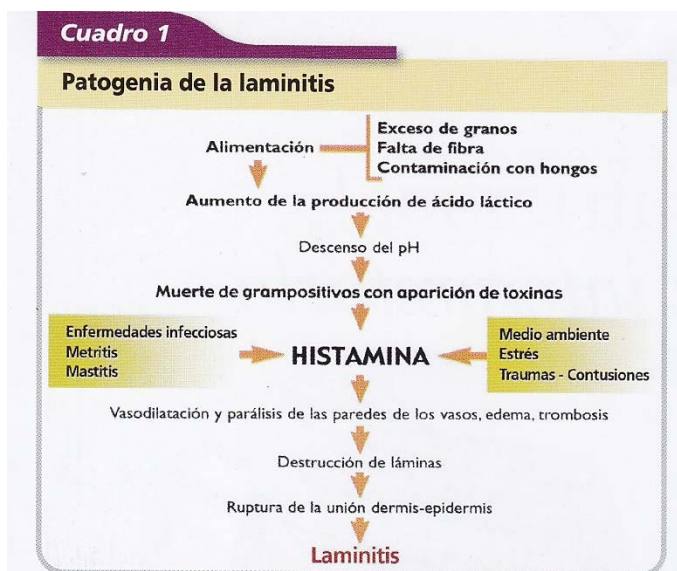 Cuadro 1
Patogenia de la laminitis
Alimentación
Exceso de granos
Falta de fibra
Contaminación con hongos
Aumento de la producción de ácido láctico
Descenso del pH
Muerte de grampositivos con aparición de toxinas
Enfermedades infecciosas
Metritis
Mastitis
HISTAMINA
Medio ambiente
Estrés
Traumas - Contusiones
Vasodilatación y parálisis de las paredes de los vasos, edema, trombosis
Destrucción de láminas
Ruptura de la unión dermis-epidermis
Laminitis